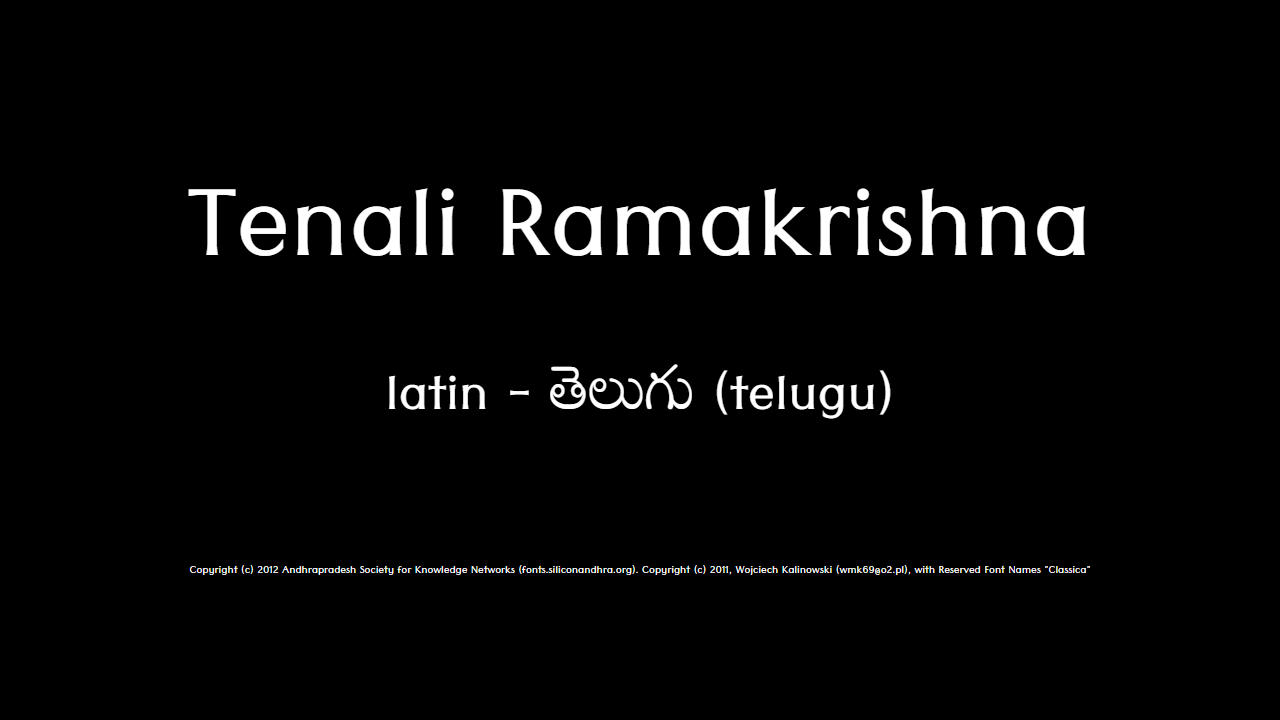 Tenali Ramakrishna
latin - తెలుగు (telugu)
Copyright (c) 2012 Andhrapradesh Society for Knowledge Networks (fonts.siliconandhra.org). Copyright (c) 2011, Wojciech Kalinowski (wmk69@o2.pl), with Reserved Font Names "Classica"